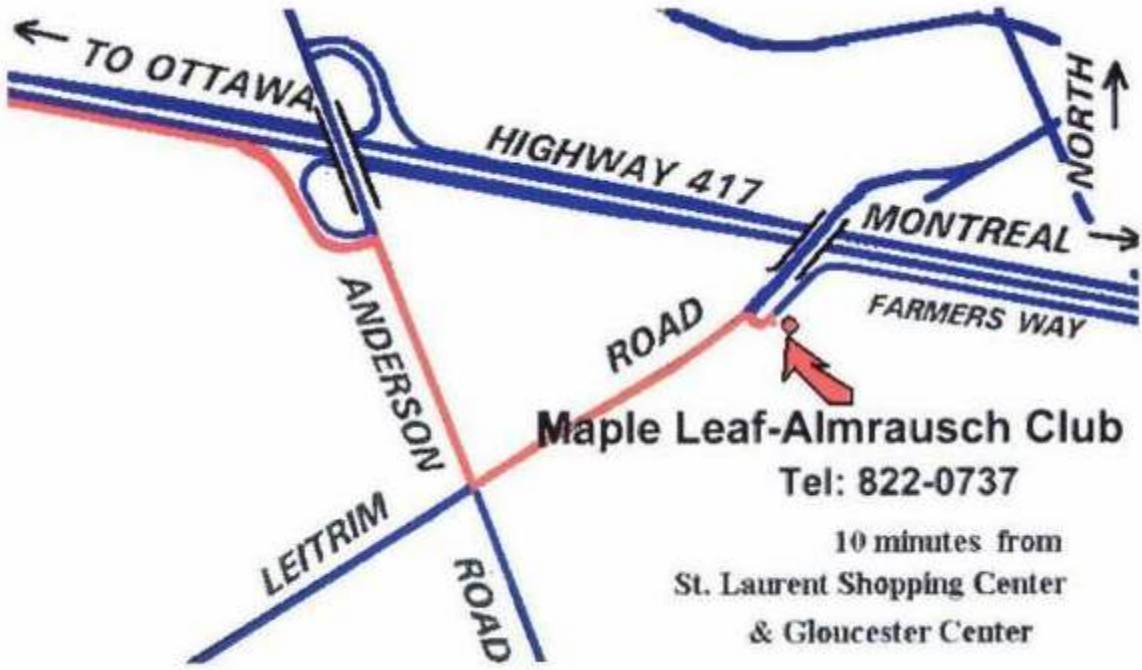 TO OTTAWA
NORTH
HIGHWAY 417
MONTREAL
FARMERS WAY
ANDERSON
ROAD
Maple Leaf-Almrausch Club
Tel: 822-0737
LEITRIM
ROAD
10 minutes from
St. Laurent Shopping Center
& Gloucester Center